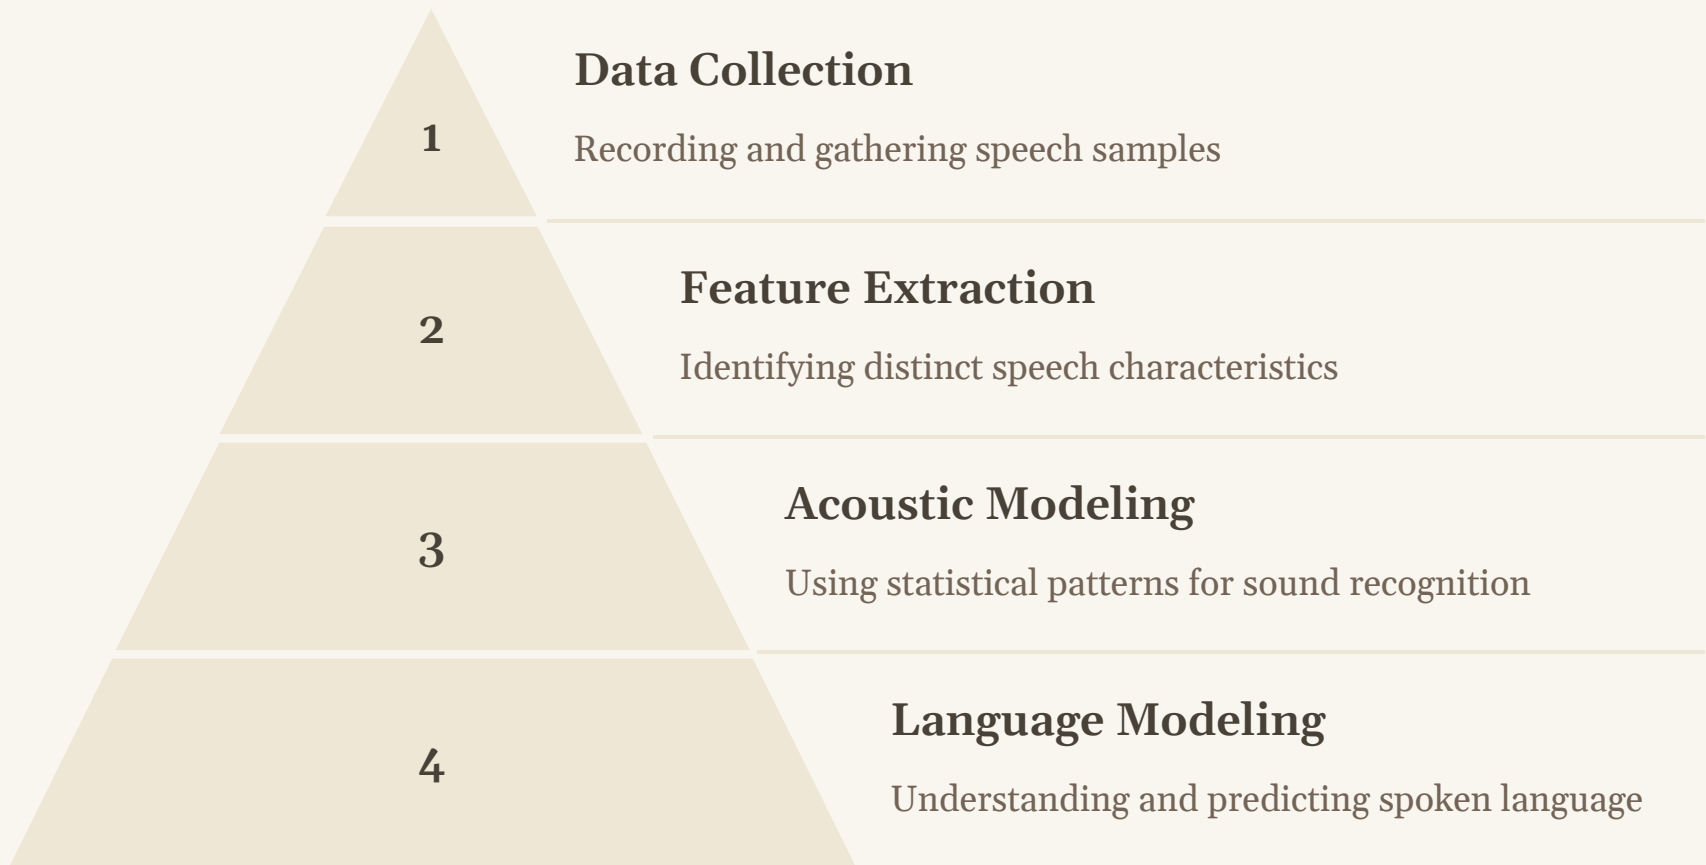 1
Data Collection
Recording and gathering speech samples
2
Feature Extraction
Identifying distinct speech characteristics
3
Acoustic Modeling
Using statistical patterns for sound recognition
4
Language Modeling
Understanding and predicting spoken language